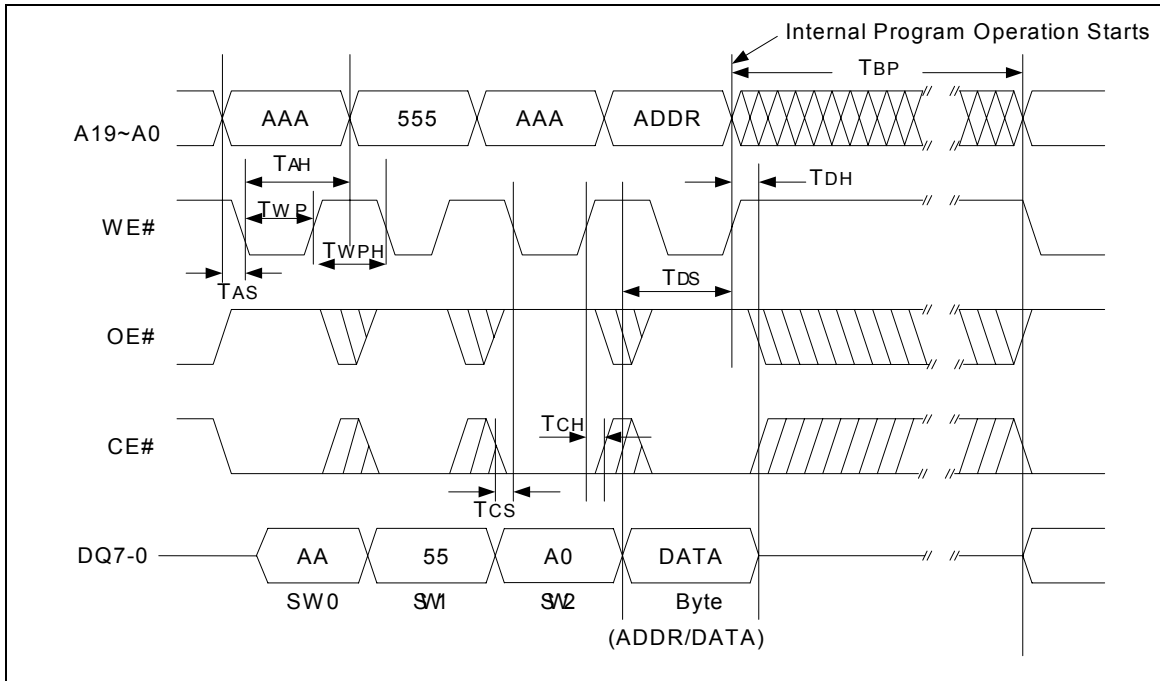 Internal Program Operation Starts
TBP
A19~A0
AAA
555
AAA
ADDR
TAH
TDH
WE#
TWP
TWPH
TAS
TDS
OE#
CE#
TCH
TCS
DQ7-0
AA
55
A0
DATA
SW0
SW1
SW2
Byte
(ADDR/DATA)